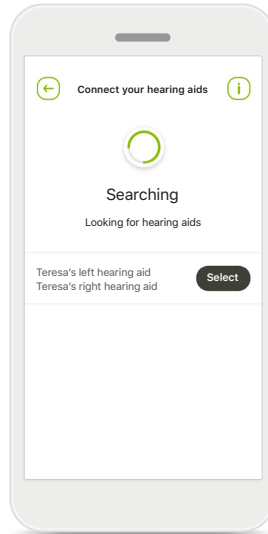 Connect your hearing aids
Searching
Looking for hearing aids
Teresa's left hearing aid
Teresa's right hearing aid
Select